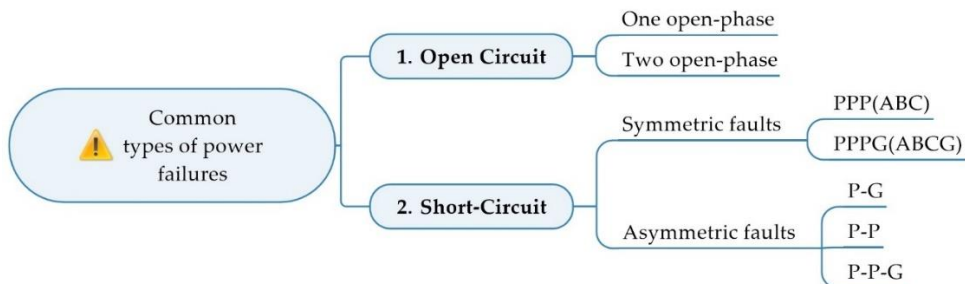 Common
types of power
failures
1. Open Circuit
One open-phase
Two open-phase
2. Short-Circuit
Symmetric faults
PPP(ABC)
PPPG(ABCG)
Asymmetric faults
P-G
P-P
P-P-G